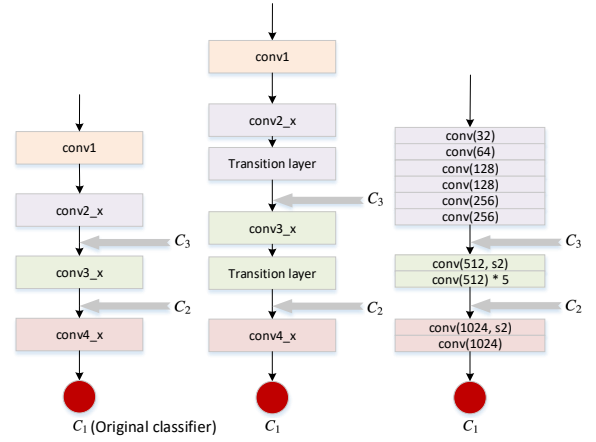 conv1
conv2_x
C3
conv3_x
C2
conv4_x
C1 (Original classifier)
conv1
conv2_x
Transition layer
C3
conv3_x
Transition layer
C2
conv4_x
C1
conv(32)
conv(64)
conv(128)
conv(128)
conv(256)
conv(256)
C3
conv(512, s2)
conv(512) * 5
C2
conv(1024, s2)
conv(1024)
C1